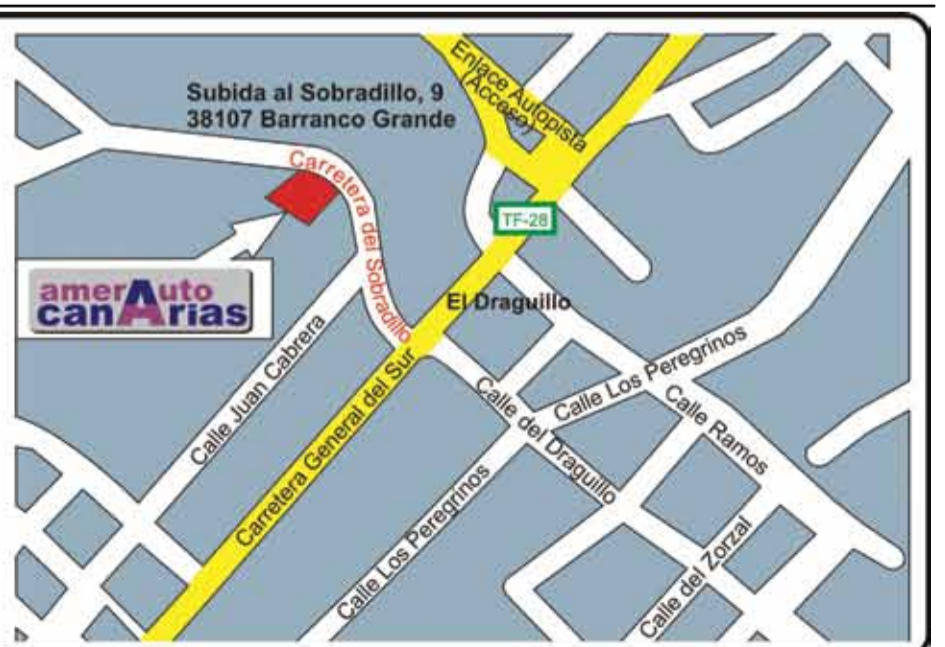 Subida al Sobradillo, 9
38107 Barranco Grande
Enlace Autopista
(Acceso)
Carretera del Sobradillo
TF-28
amerAuto
canArias
El Draguillo
Calle Juan Cabrera
Carretera General del Sur
Calle Los Peregrinos
Calle del Draguillo
Calle Ramos
Calle Los Peregrinos
Calle del Zorzal